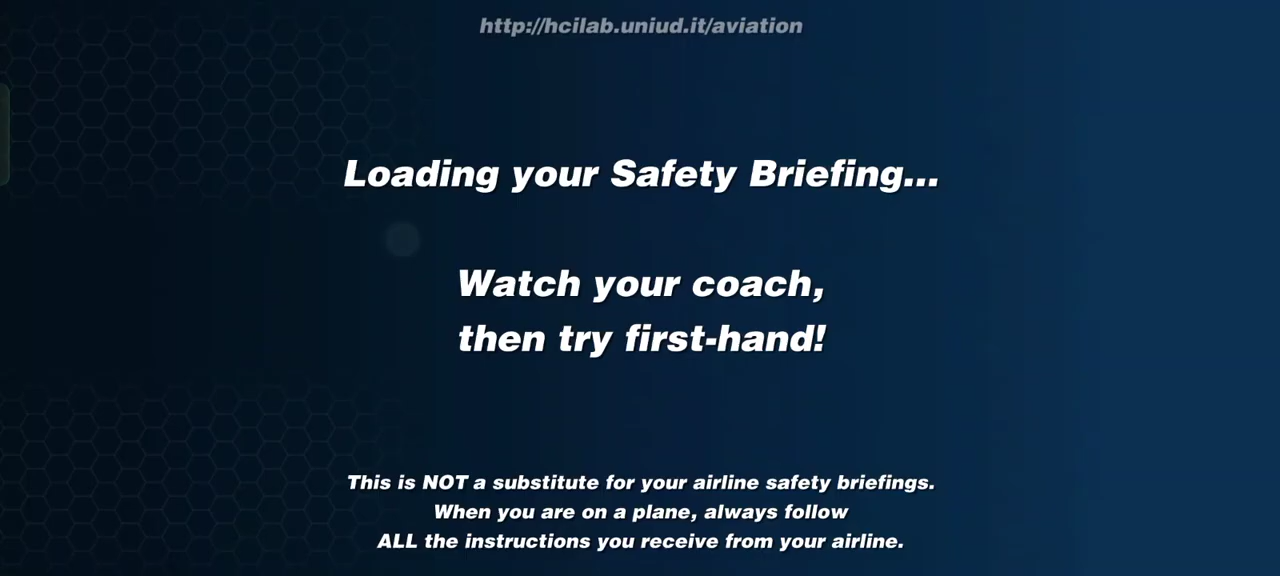 http://hcilab.uniud.it/aviation
Loading your Safety Briefing...
Watch your coach,
then try first-hand!
This is NOT a substitute for your airline safety briefings.
When you are on a plane, always follow
ALL the instructions you receive from your airline.